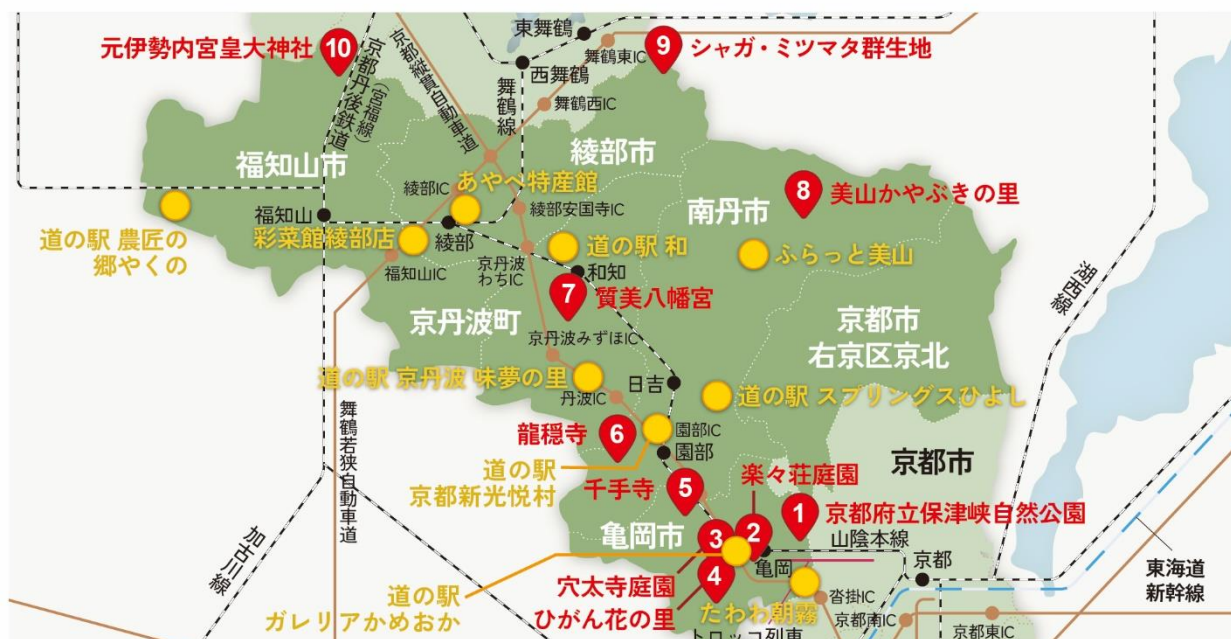 元伊勢内宮皇大神社
10
京都丹後鉄道
(宮福線)
京都縦貫自動車道
舞鶴線
東舞鶴
舞鶴東IC
西舞鶴
舞鶴西IC
9
シャガ・ミツマタ群生地
福知山市
綾部市
綾部IC
あやべ特産館
南丹市
8
美山かやぶきの里
福知山
彩菜館綾部店
綾部
綾部安国寺IC
道の駅 農匠の
郷やくの
福知山IC
京丹波
わちIC
道の駅 和
和知
ふらっと美山
湖西線
7
質美八幡宮
京丹波町
京都市
右京区京北
京丹波みずほIC
道の駅 京丹波 味夢の里
丹波IC
日吉
道の駅 スプリングスひよし
舞鶴若狭自動車道
龍穏寺
6
園部IC
園部
道の駅
京都新光悦村
千手寺
5
楽々荘庭園
京都市
1
京都府立保津峡自然公園
亀岡市
3
2
山陰本線
加古川線
穴太寺庭園
4
亀岡
京都
東海道
新幹線
道の駅
ガレリアかめおか
ひがん花の里
たわわ朝霧
沓掛IC
京都南IC
京都東IC
トロッコ列車